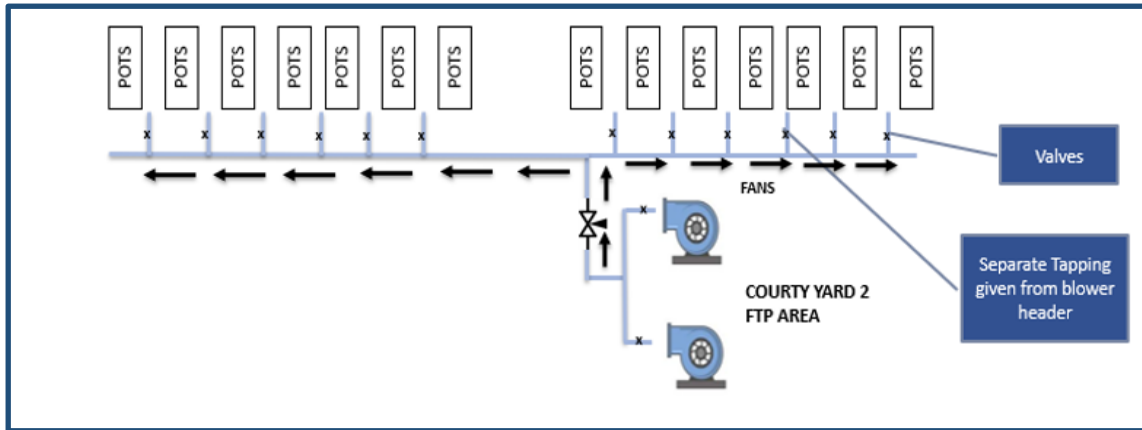 POTS
POTS
POTS
POTS
POTS
POTS
POTS
POTS
POTS
POTS
POTS
POTS
POTS
POTS
Valves
FANS
Separate Tapping
given from blower
header
COURTY YARD 2
FTP AREA